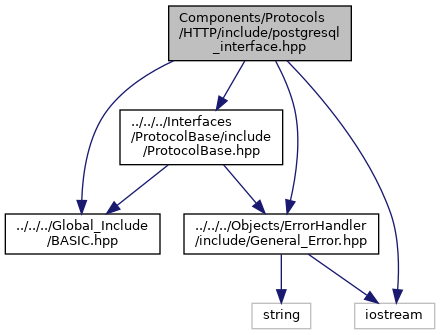 Components/Protocols
/HTTP/include/postgresql
_interface.hpp
../../../Interfaces
/ProtocolBase/include
/ProtocolBase.hpp
../../../Global_Include
/BASIC.hpp
../../../Objects/ErrorHandler
/include/General_Error.hpp
string
iostream